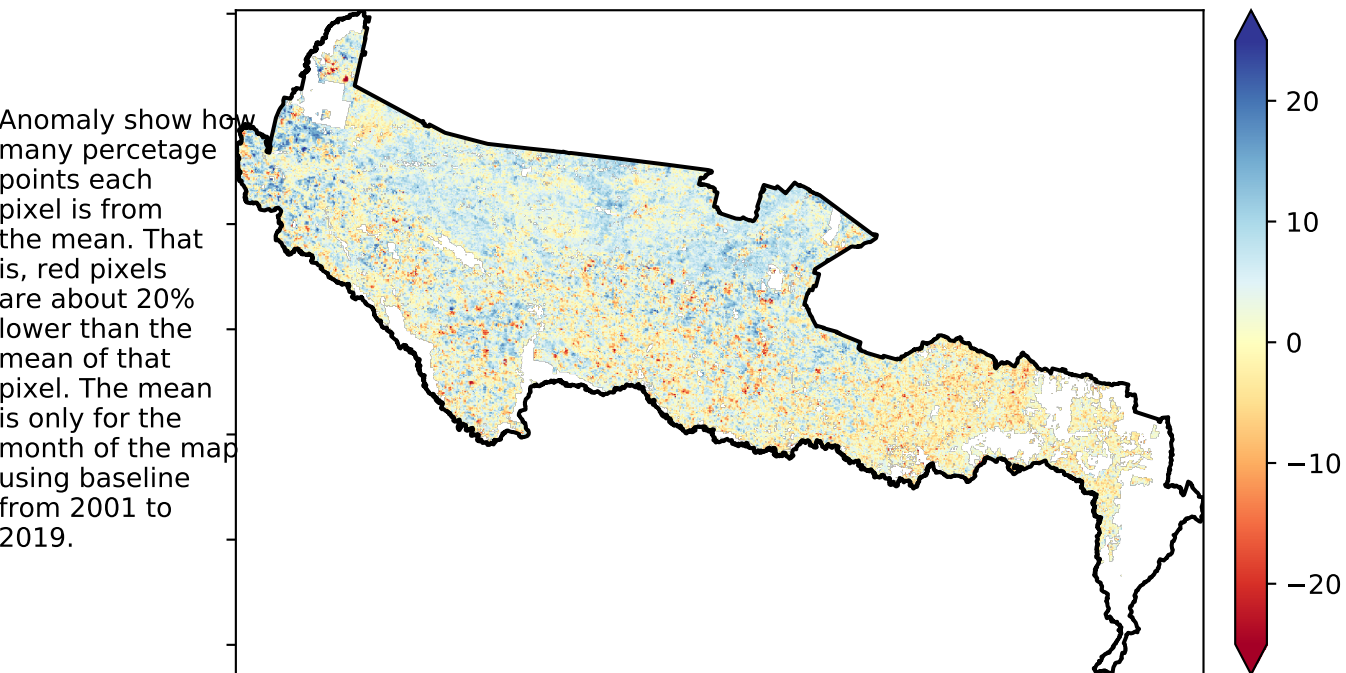 Anomaly show how
many percetage
points each
pixel is from
the mean. That
is, red pixels
are about 20%
lower than the
mean of that
pixel. The mean
is only for the
month of the map
using baseline
from 2001 to
2019.
20
10
0
−10
−20